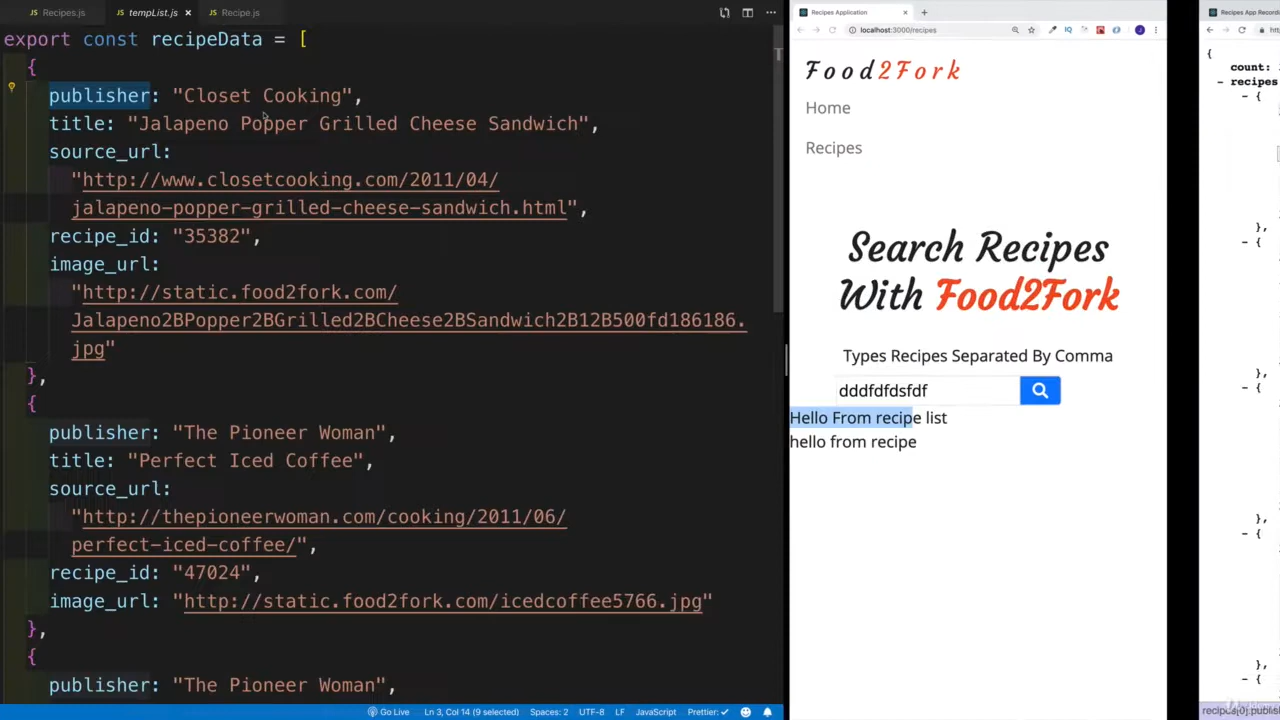 Recipes.js
List.js
Recipe.js
export
= [
{
publisher: "Closet Cooking",
title: "Jalapeno Popper Grilled Cheese Sandwich",
source_url:
"http://www.closetcooking.com/2011/04/
jalapeno-popper-grilled-cheese-sandwich.html",
recipe_id: "35382",
image_url:
"http://static.food2fork.com/
Jalapeno2BPopper2BGrilled2BCheese2BSandwich2B12B500fd186186.
jpg"
},
{
publisher: "The Pioneer Woman",
title: "Perfect Iced Coffee",
source_url:
"http://thepioneerwoman.com/cooking/2011/06/
perfect-iced-coffee/",
recipe_id: "47024",
image_url: "http://static.food2fork.com/icedcoffee5766.jpg"
},
{
publisher: "The Pioneer Woman",
Go Live Ln 3, Col 14 (9 selected) Spaces: 2 UTF-8 LF JavaScript Prettier: ✓
Recipes Application
localhost:3000/recipes
Food2Fork
Home
Recipes
Search Recipes
With Food2Fork
Types Recipes Separated By Comma
dddfdfdsfdf
Hello From recipe list
hello from recipe
Recipes App
{
count:
- recipes
- {
},
- {
},
- {
},
- {
},
- {